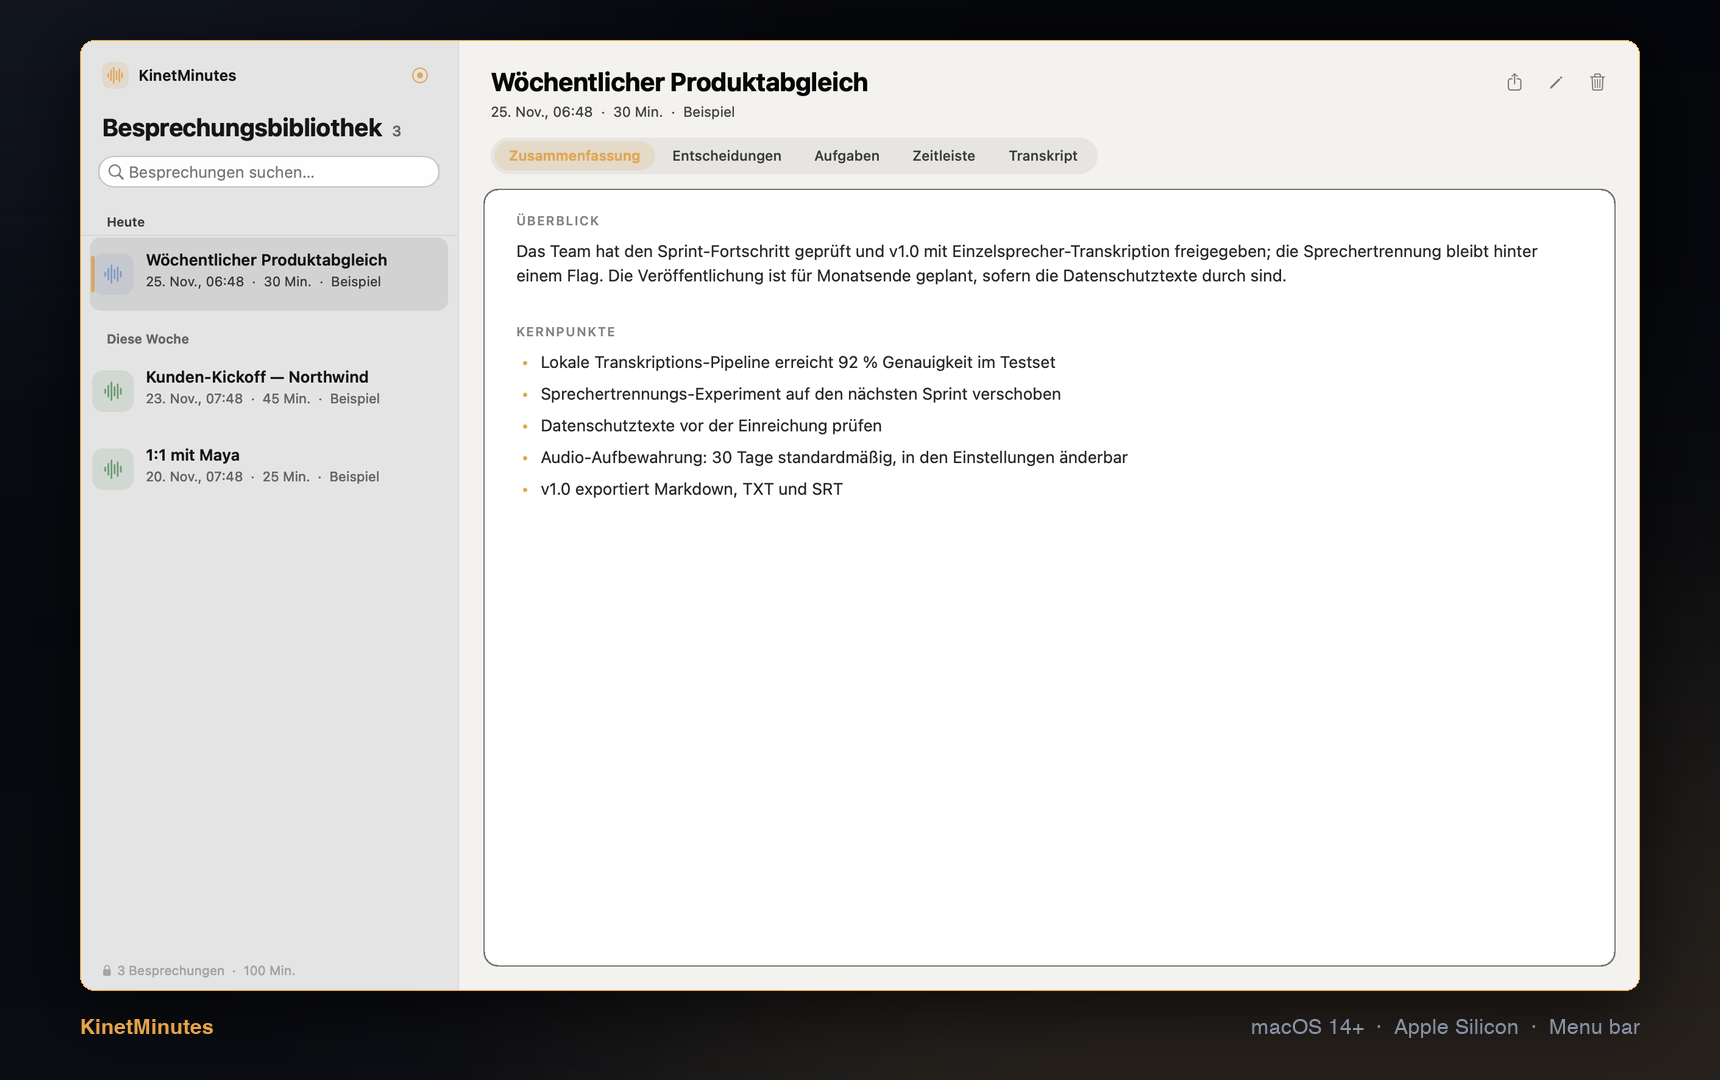 KinetMinutes
Besprechungsbibliothek 3
Besprechungen suchen...
Heute
Wöchentlicher Produktabgleich
25. Nov., 06:48 · 30 Min. · Beispiel
Diese Woche
Kunden-Kickoff — Northwind
23. Nov., 07:48 · 45 Min. · Beispiel
1:1 mit Maya
20. Nov., 07:48 · 25 Min. · Beispiel
3 Besprechungen · 100 Min.
Wöchentlicher Produktabgleich
25. Nov., 06:48 · 30 Min. · Beispiel
Zusammenfassung Entscheidungen Aufgaben Zeitleiste Transkript
ÜBERBLICK
Das Team hat den Sprint-Fortschritt geprüft und v1.0 mit Einzelsprecher-Transkription freigegeben; die Sprechertrennung bleibt hinter
einem Flag. Die Veröffentlichung ist für Monatsende geplant, sofern die Datenschutztexte durch sind.
KERNPUNKTE
• Lokale Transkriptions-Pipeline erreicht 92 % Genauigkeit im Testset
• Sprechertrennungs-Experiment auf den nächsten Sprint verschoben
• Datenschutztexte vor der Einreichung prüfen
• Audio-Aufbewahrung: 30 Tage standardmäßig, in den Einstellungen änderbar
• v1.0 exportiert Markdown, TXT und SRT
KinetMinutes
macOS 14+ · Apple Silicon · Menu bar